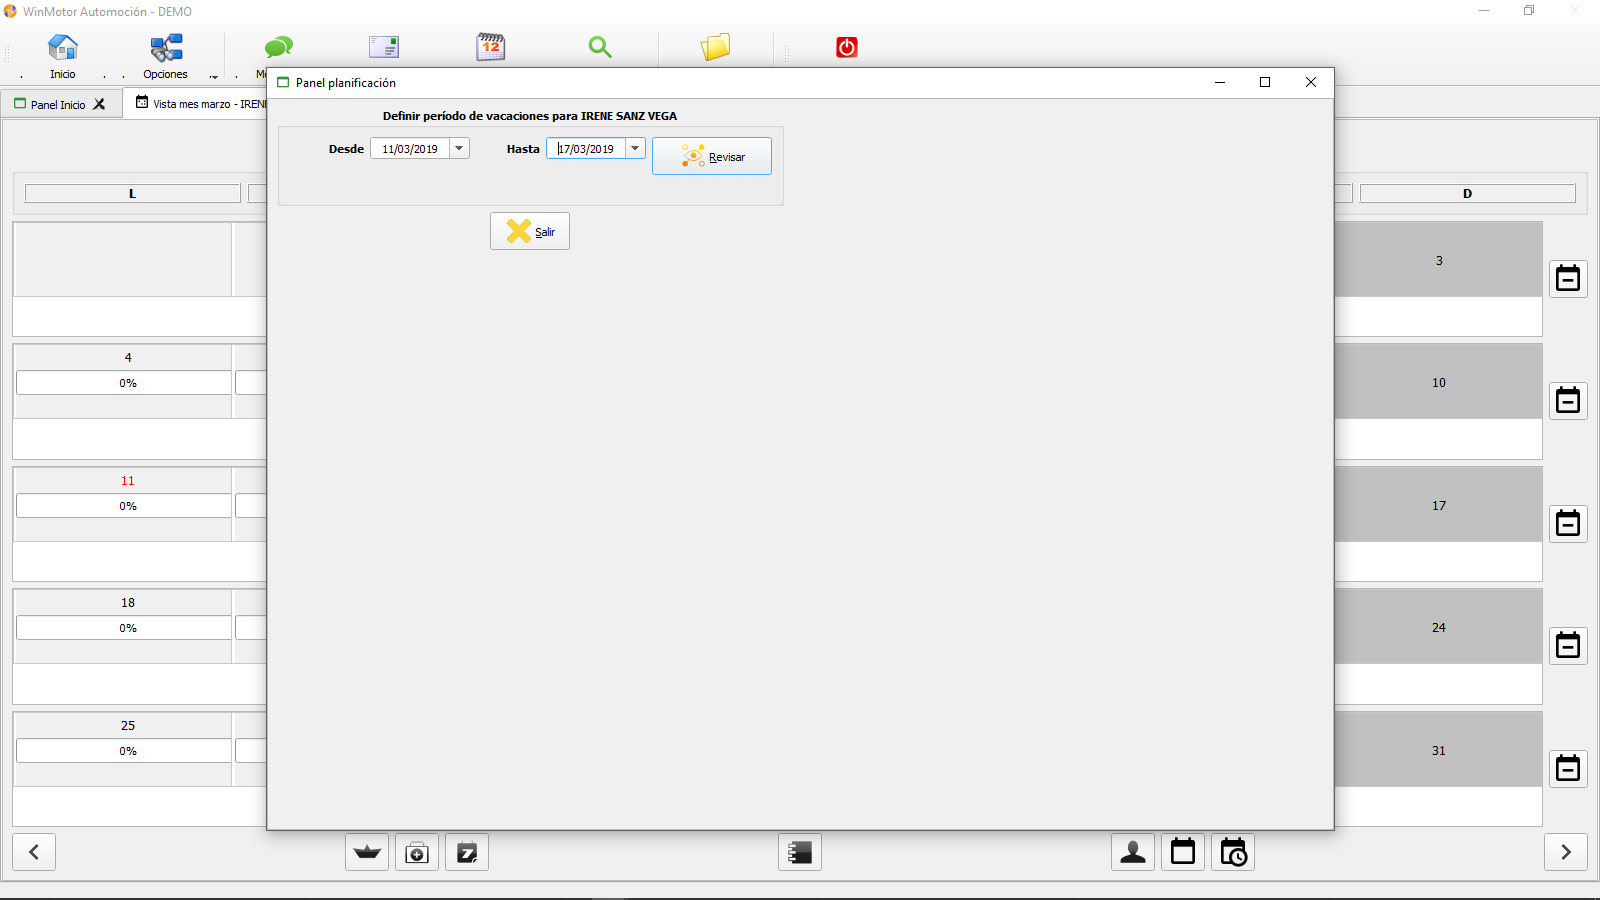 WinMotor Automoción - DEMO
12
Inicio
Opciones
Panel Inicio
Vista mes marzo - IREN
Panel planificación
Definir período de vacaciones para IRENE SANZ VEGA
Desde 11/03/2019 Hasta 17/03/2019 Revisar
Salir
L D
3
4 10
0%
11 17
0%
18 24
0%
25 31
0%